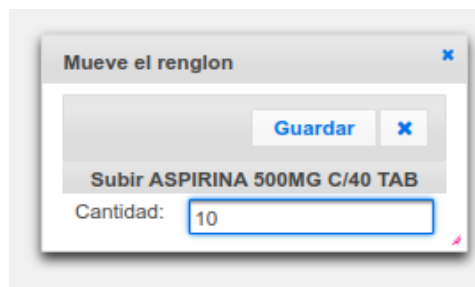 Mueve el renglon
Guardar
Subir ASPIRINA 500MG C/40 TAB
Cantidad: 10